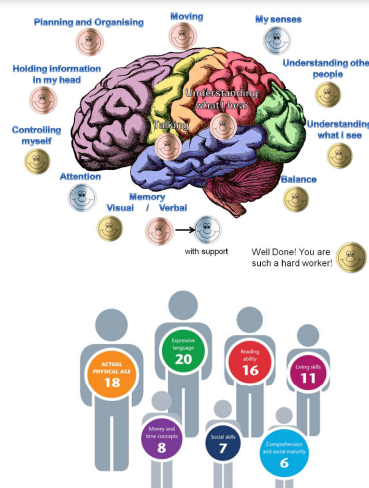 Planning and Organising
Moving
My senses
Holding information
in my head
Understanding other
people
Understanding
what I hear
Talking
Controlling
myself
Understanding
what I see
Attention
Balance
Memory
Visual / Verbal
with support
Well Done! You are
such a hard worker!
ACTUAL
PHYSICAL AGE
18
Expressive
language
20
Reading
ability
16
Living skills
11
Money and
time concepts
8
Social skills
7
Comprehension
and social maturity
6